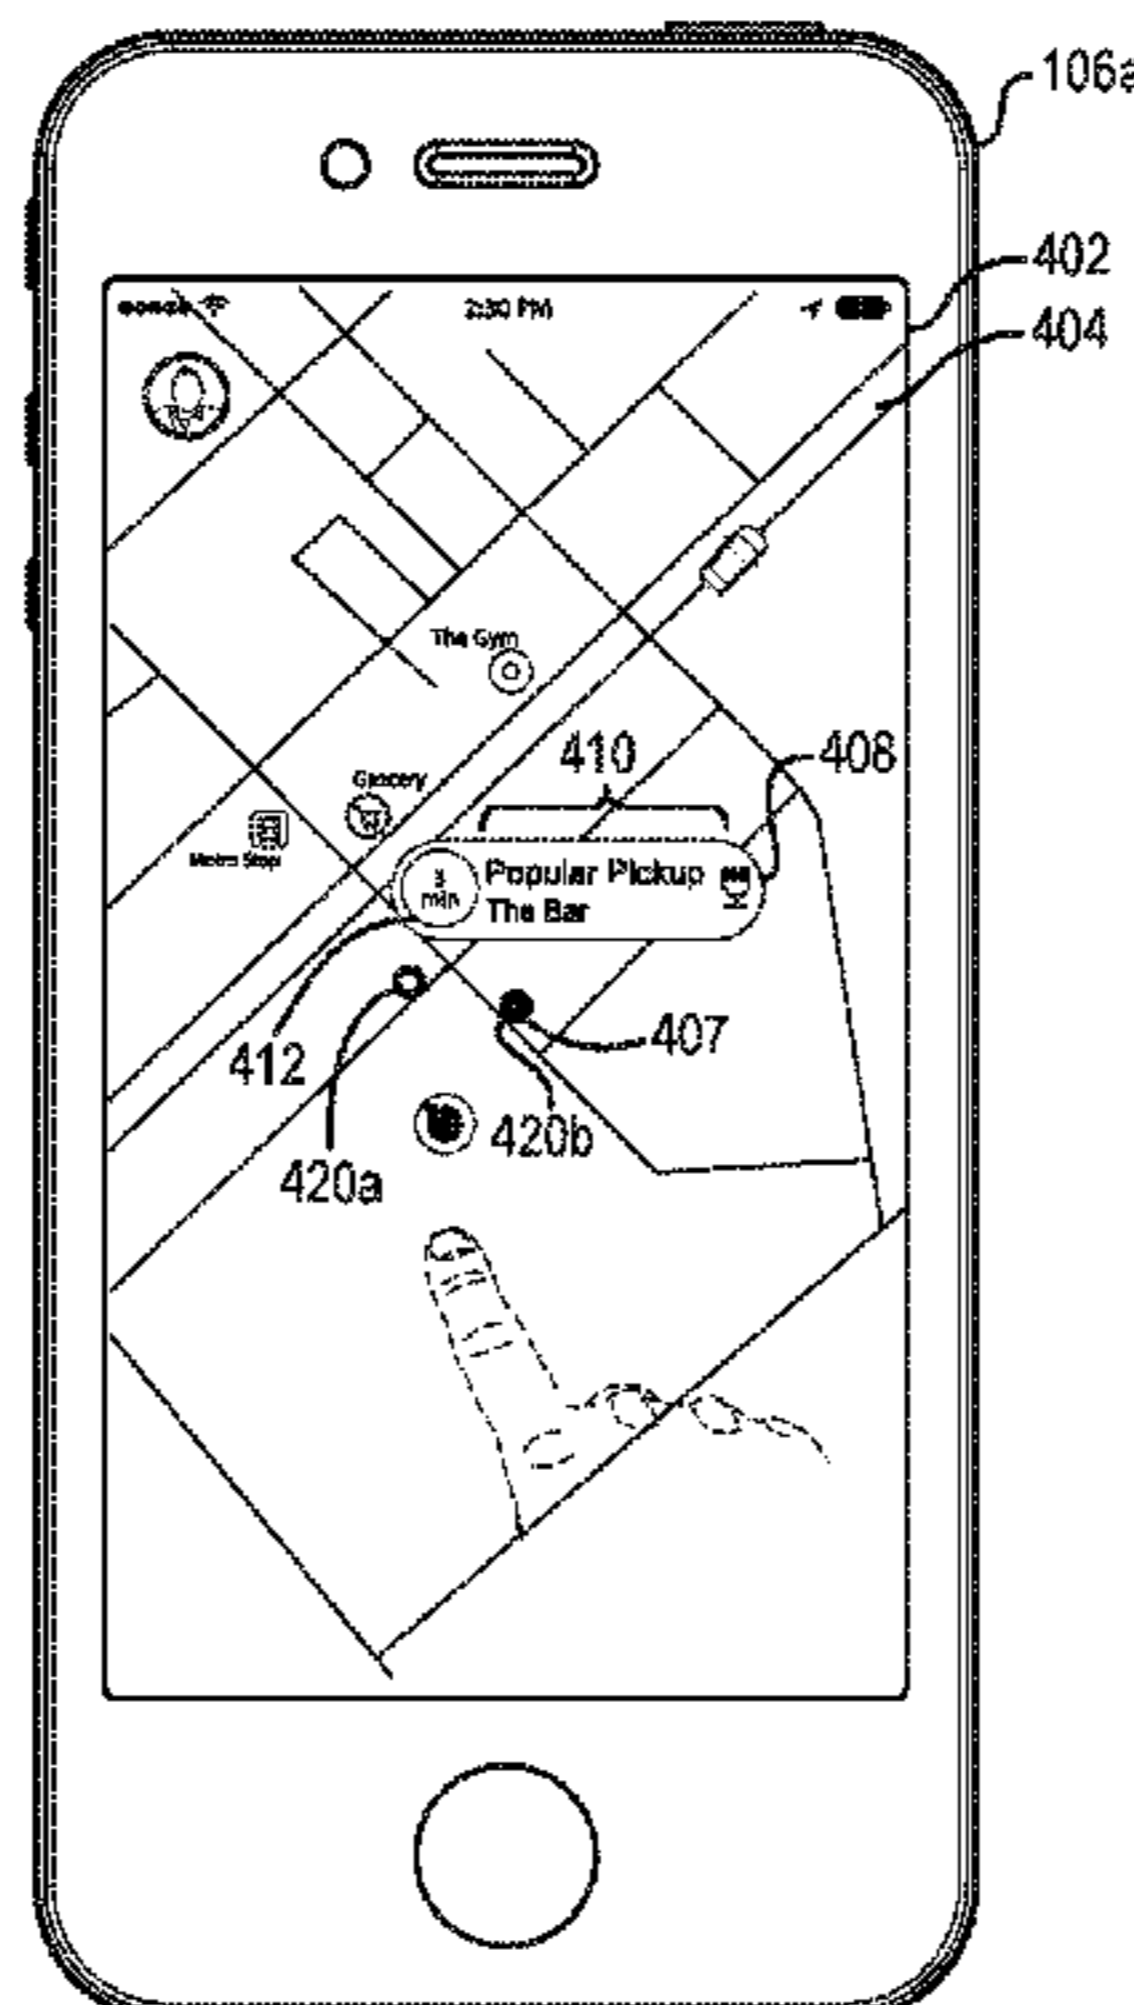 106a
402
2:30 PM
404
The Gym
410
408
Grocery
Metro Stop
3
min
Popular Pickup
The Bar
412
407
420b
420a